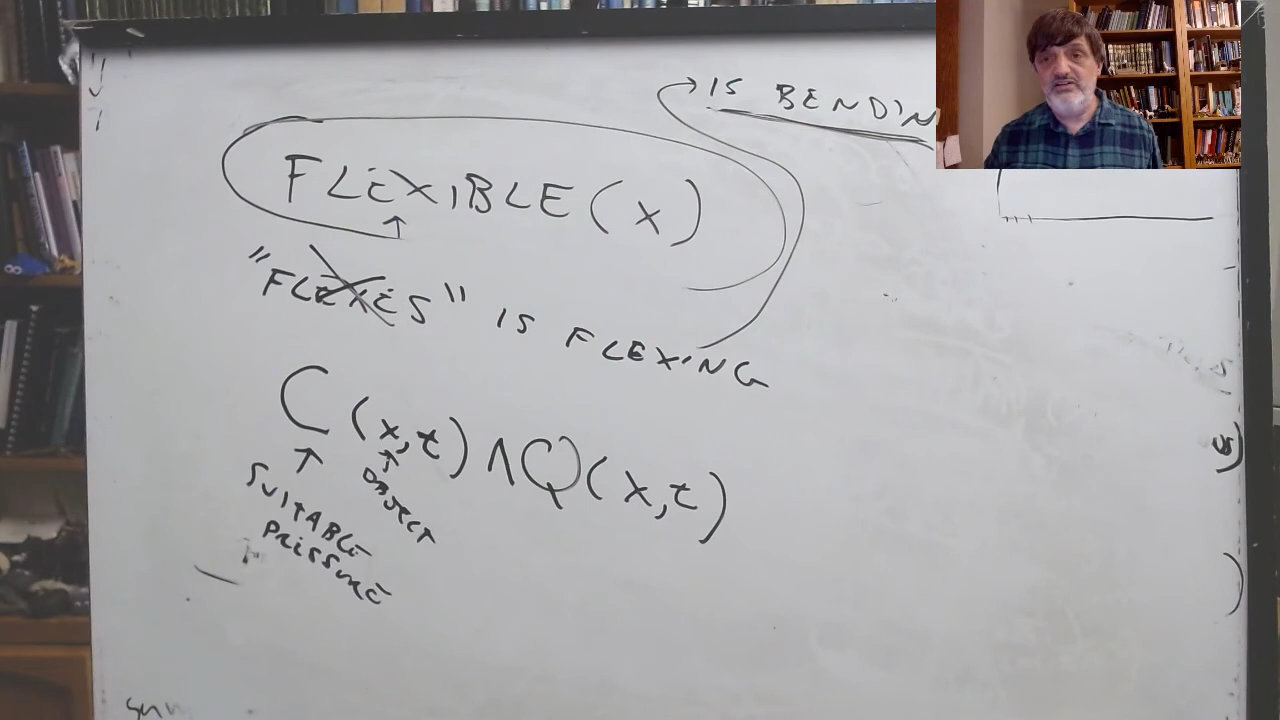 IS BENDIN
FLEXIBLE(x)
↑
"FLEXES" IS FLEXING
C(x,t)∧Q(x,t)
↑ ↑
SUITABLE PRESSURE
OBJECT